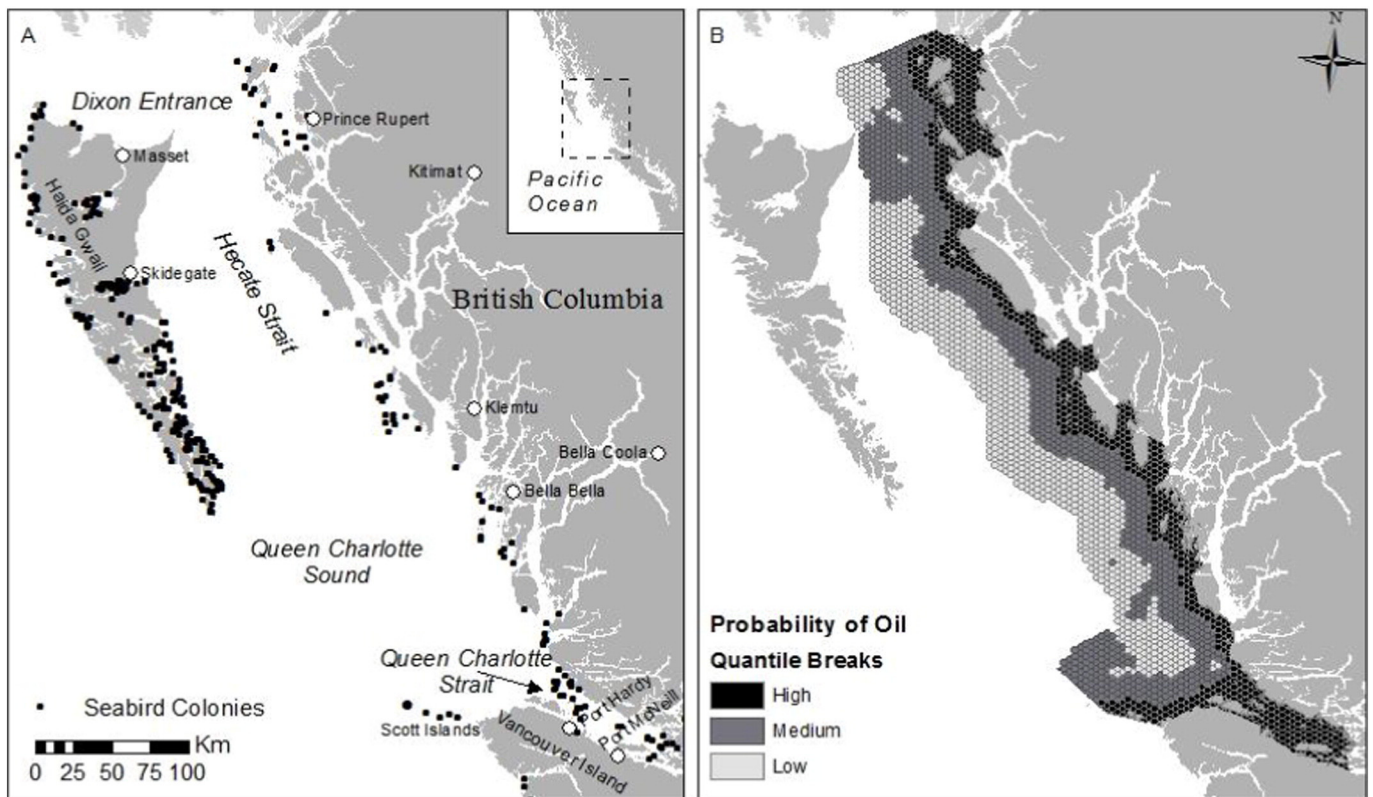 A
Dixon Entrance
Prince Rupert
Masset
Kitimat
Pacific
Ocean
Haida Gwaii
Skidegate
Hecate Strait
British Columbia
Klemtu
Bella Coola
Bella Bella
Queen Charlotte
Sound
Queen Charlotte
Strait
Port Hardy
Port McNeill
Scott Islands
Vancouver Island
Seabird Colonies
Km
0 25 50 75 100
B
N
Probability of Oil
Quantile Breaks
High
Medium
Low